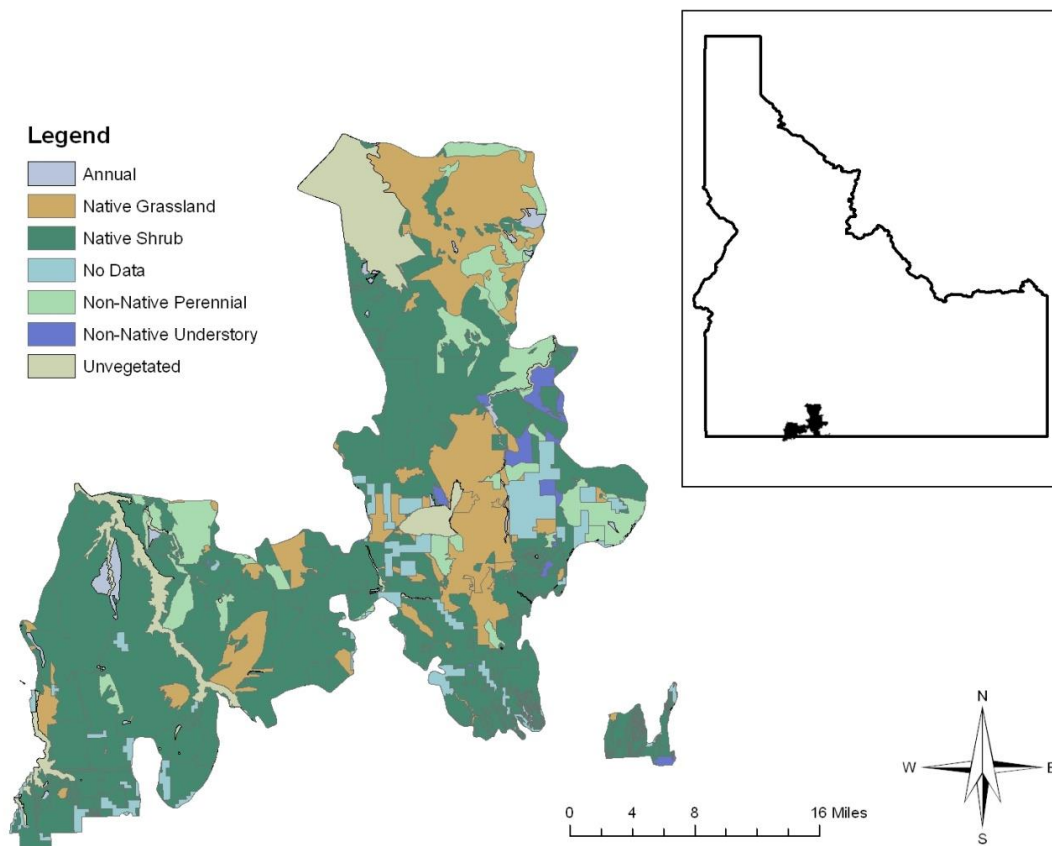 Legend
Annual
Native Grassland
Native Shrub
No Data
Non-Native Perennial
Non-Native Understory
Unvegetated
N
W
E
S
0 4 8 16 Miles